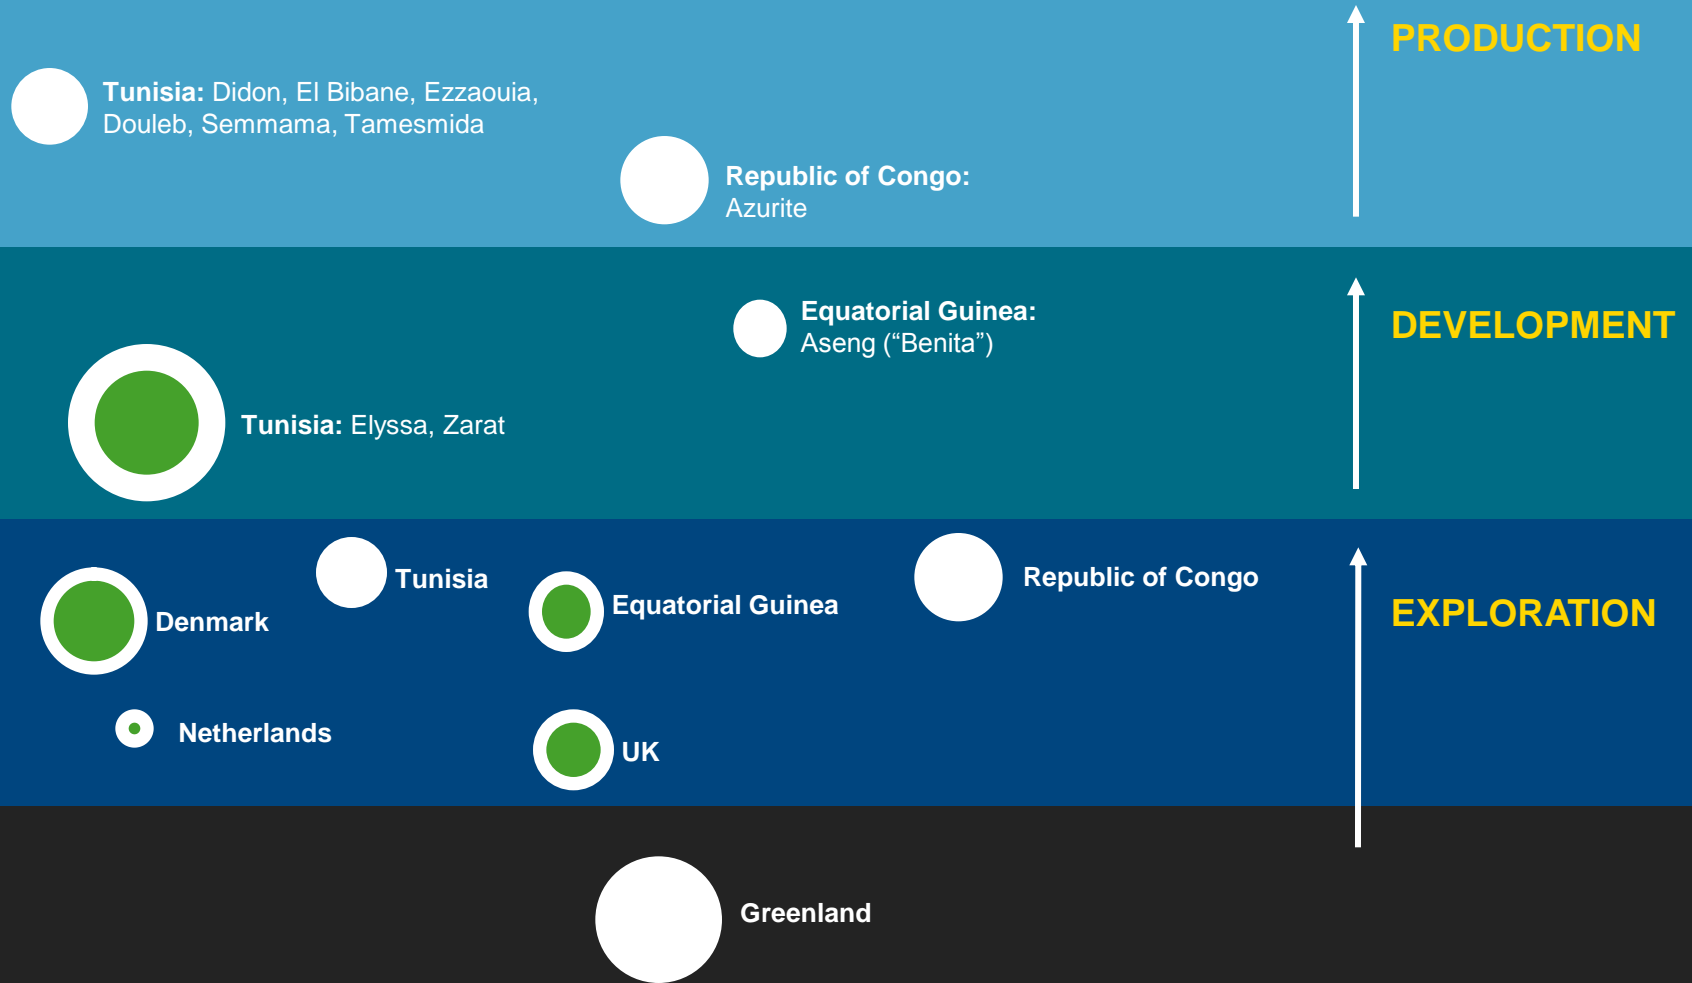 PRODUCTION
Tunisia: Didon, El Bibane, Ezzaouia,
Douleb, Semmama, Tamesmida
Republic of Congo:
Azurite
Equatorial Guinea:
Aseng (“Benita”)
DEVELOPMENT
Tunisia: Elyssa, Zarat
Tunisia
Republic of Congo
Equatorial Guinea
EXPLORATION
Denmark
Netherlands
UK
Greenland